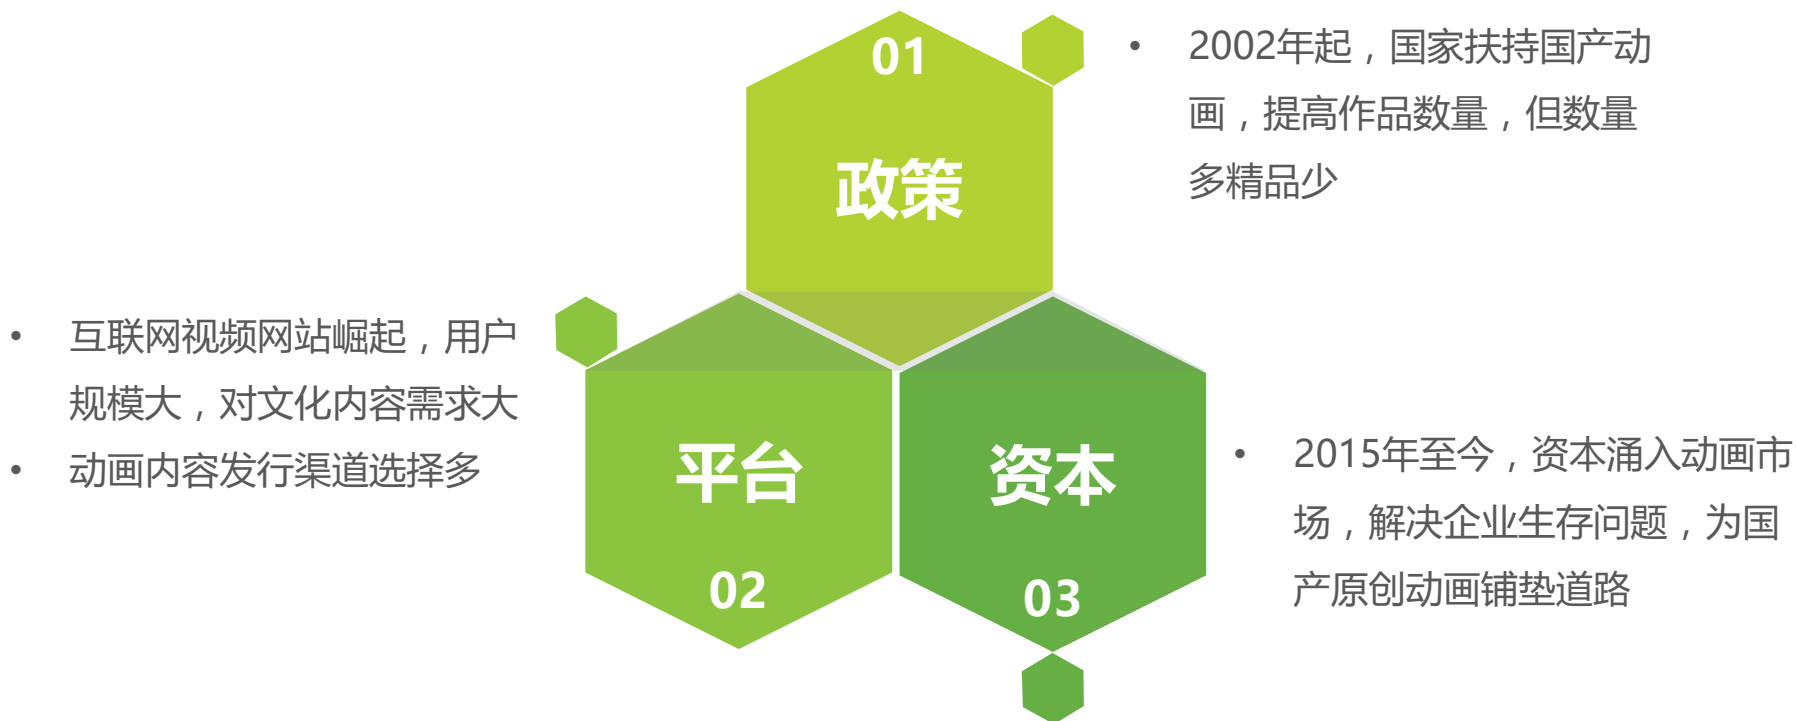 01
政策
• 2002年起，国家扶持国产动
画，提高作品数量，但数量
多精品少
• 互联网视频网站崛起，用户
规模大，对文化内容需求大
• 动画内容发行渠道选择多
平台
02
资本
03
• 2015年至今，资本涌入动画市
场，解决企业生存问题，为国
产原创动画铺垫道路